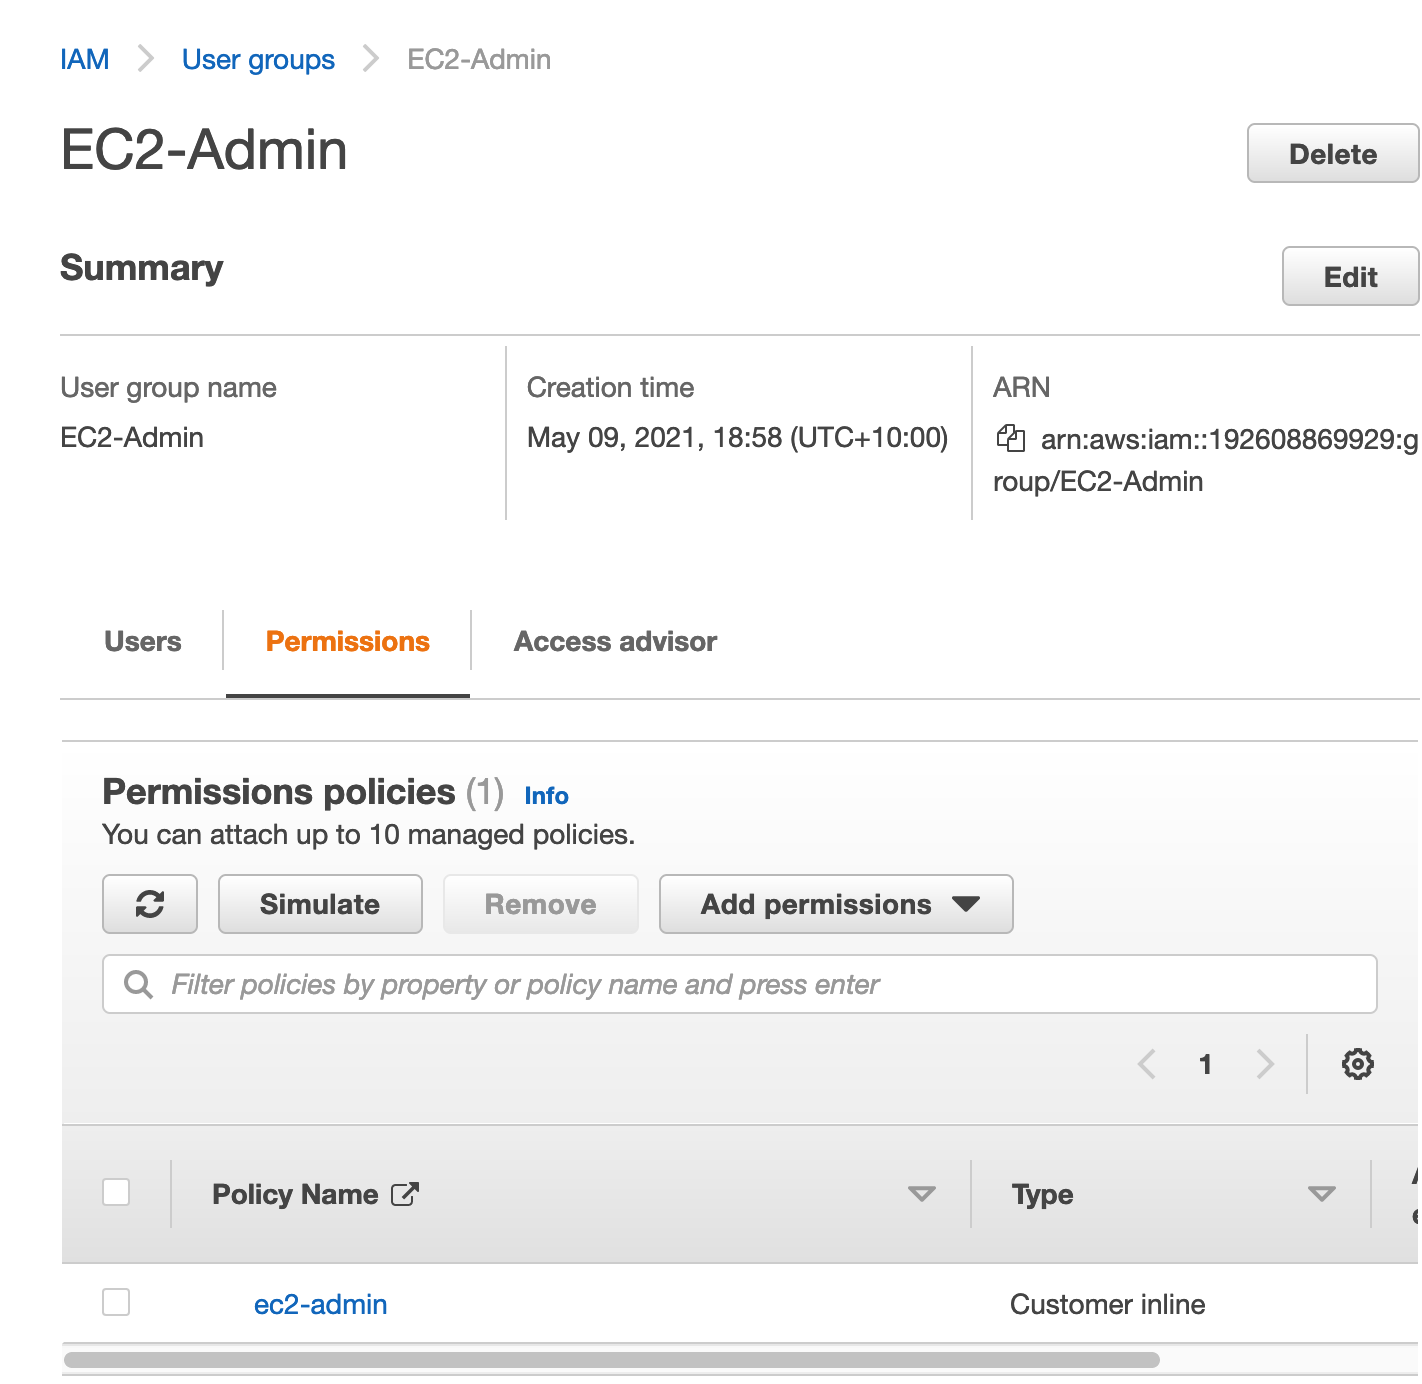 IAM > User groups > EC2-Admin
EC2-Admin
Delete
Summary
Edit
User group name
Creation time
ARN
EC2-Admin
May 09, 2021, 18:58 (UTC+10:00)
arn:aws:iam::192608869929:g
roup/EC2-Admin
Users
Permissions
Access advisor
Permissions policies (1) Info
You can attach up to 10 managed policies.
Simulate
Remove
Add permissions
Filter policies by property or policy name and press enter
1
Policy Name
Type
ec2-admin
Customer inline